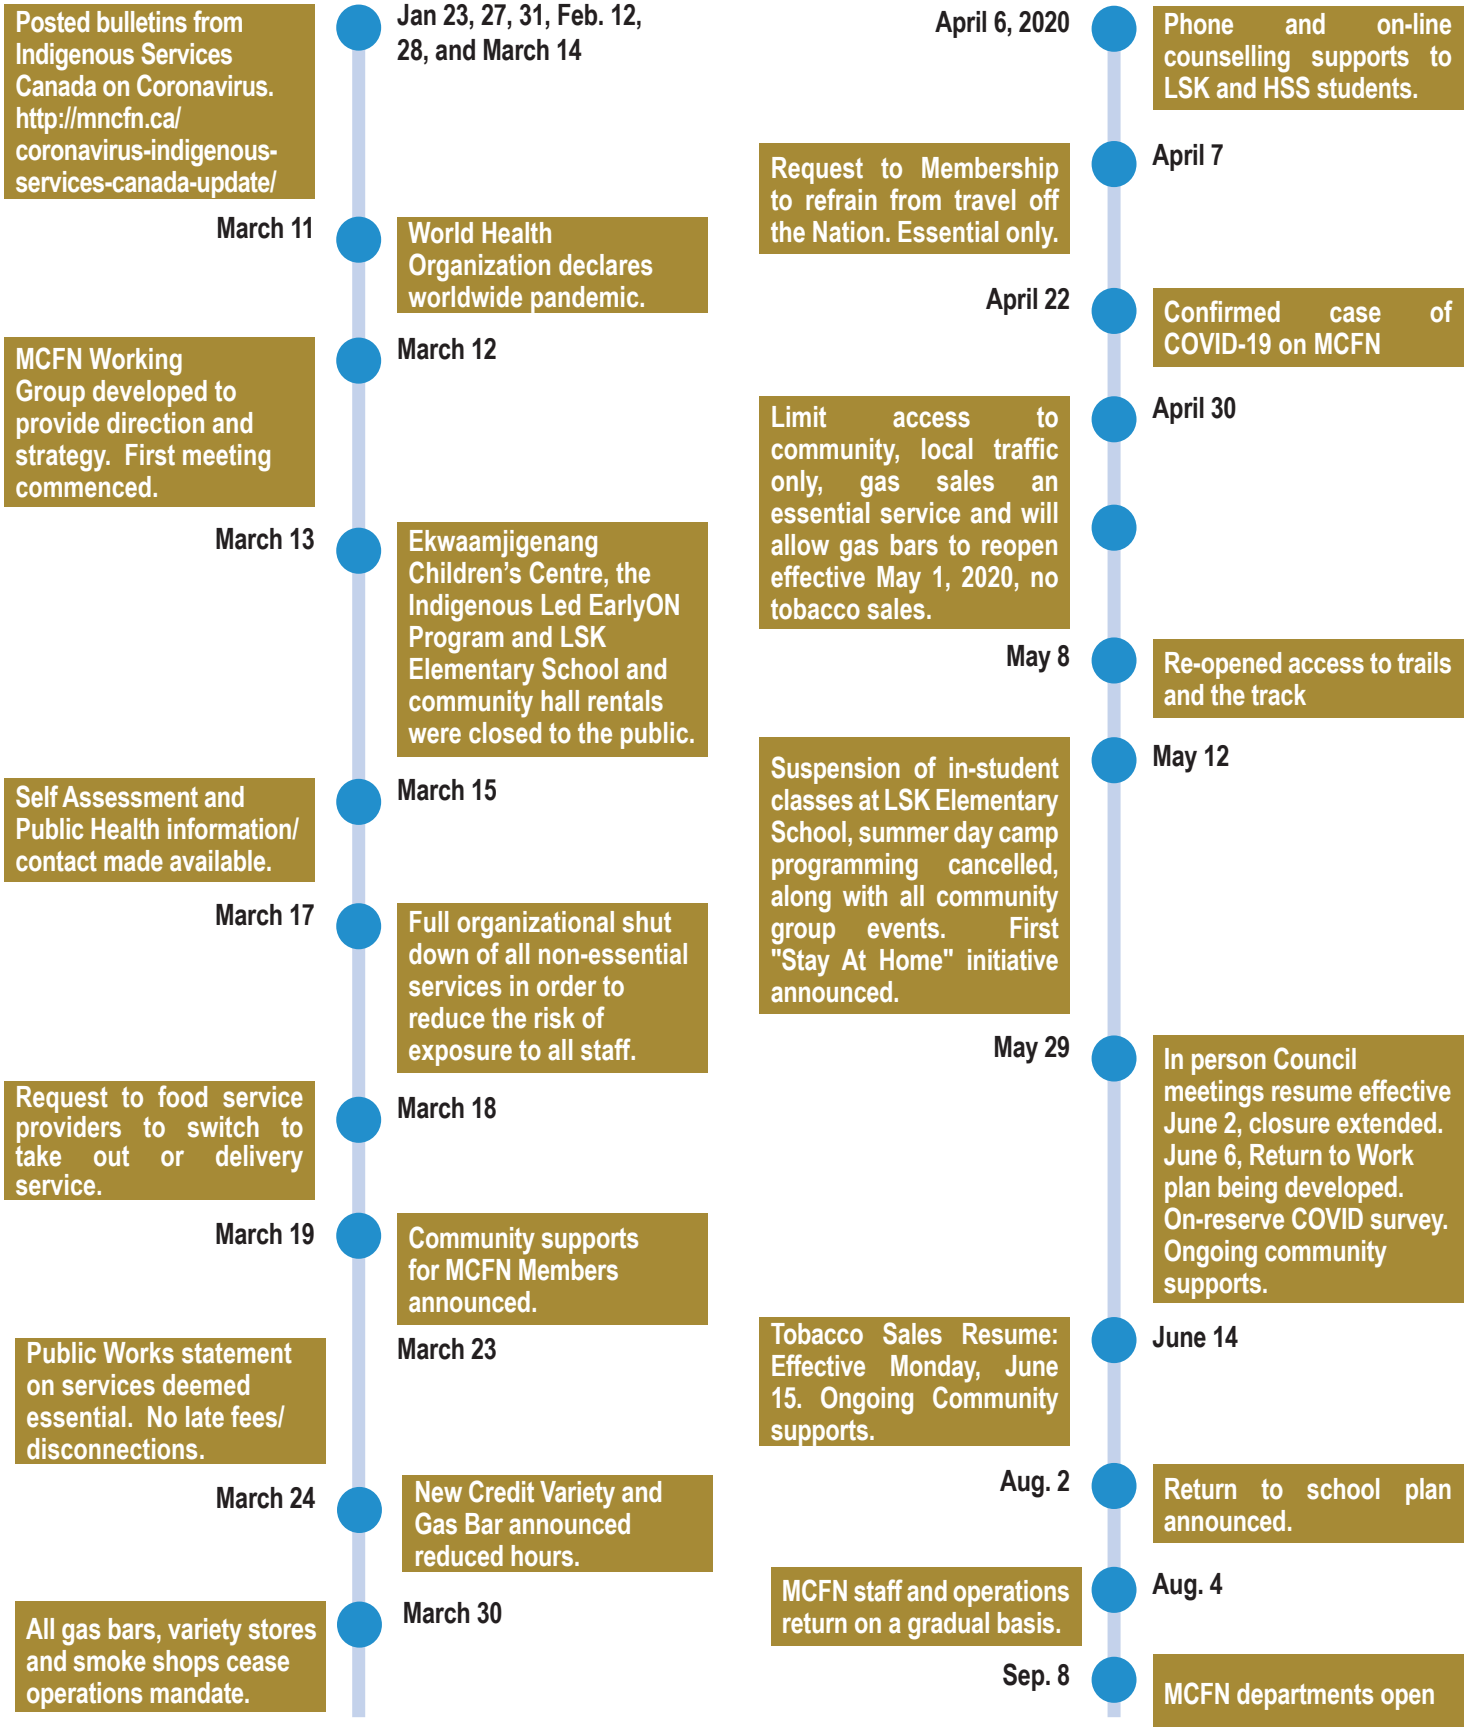 Posted bulletins from
Indigenous Services
Canada on Coronavirus.
http://mncfn.ca/
coronavirus-indigenous-
services-canada-update/
Jan 23, 27, 31, Feb. 12,
28, and March 14
March 11
World Health
Organization declares
worldwide pandemic.
MCFN Working
Group developed to
provide direction and
strategy.  First meeting
commenced.
March 12
March 13
Ekwaamjigenang
Children’s Centre, the
Indigenous Led EarlyON
Program and LSK
Elementary School and
community hall rentals
were closed to the public.
Self Assessment and
Public Health information/
contact made available.
March 15
March 17
Full organizational shut
down of all non-essential
services in order to
reduce the risk of
exposure to all staff.
Request to food service
providers to switch to
take out or delivery
service.
March 18
March 19
Community supports
for MCFN Members
announced.
Public Works statement
on services deemed
essential.  No late fees/
disconnections.
March 23
March 24
New Credit Variety and
Gas Bar announced
reduced hours.
All gas bars, variety stores
and smoke shops cease
operations mandate.
March 30
April 6, 2020
Phone and on-line
counselling supports to
LSK and HSS students.
Request to Membership
to refrain from travel off
the Nation. Essential only.
April 7
April 22
Confirmed case of
COVID-19 on MCFN
Limit access to
community, local traffic
only, gas sales an
essential service and will
allow gas bars to reopen
effective May 1, 2020, no
tobacco sales.
April 30
May 8
Re-opened access to trails
and the track
Suspension of in-student
classes at LSK Elementary
School, summer day camp
programming cancelled,
along with all community
group events. First
"Stay At Home" initiative
announced.
May 12
May 29
In person Council
meetings resume effective
June 2, closure extended.
June 6, Return to Work
plan being developed.
On-reserve COVID survey.
Ongoing community
supports.
Tobacco Sales Resume:
Effective Monday, June
15. Ongoing Community
supports.
June 14
Aug. 2
Return to school plan
announced.
MCFN staff and operations
return on a gradual basis.
Aug. 4
Sep. 8
MCFN departments open